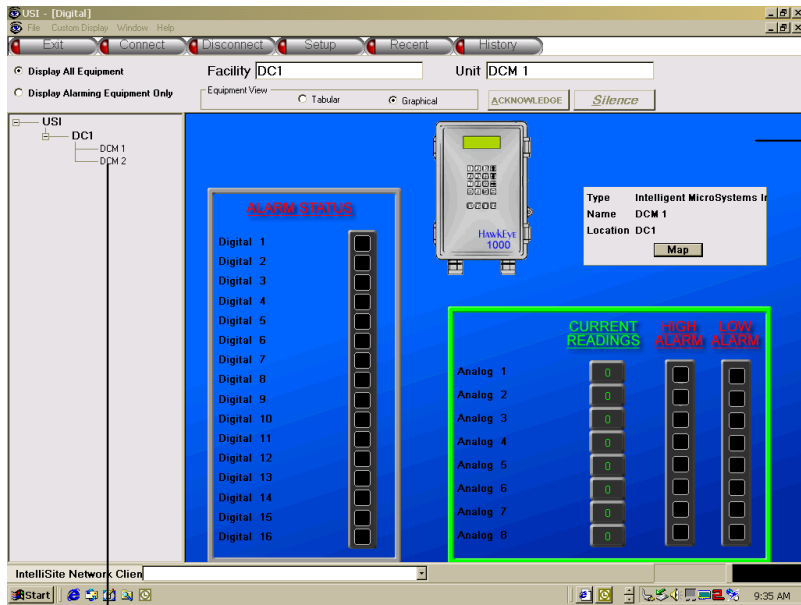 USI - [Digital]
File Custom Display Window Help
Exit Connect Disconnect Setup Recent History
Display All Equipment
Facility DC1 Unit DCM 1
Display Alarming Equipment Only
Equipment View
Tabular Graphical
ACKNOWLEDGE Silence
USI
DC1
DCM 1
DCM 2
HawkEye
1000
Type Intelligent MicroSystems In
Name DCM 1
Location DC1
Map
ALARM STATUS
Digital 1
Digital 2
Digital 3
Digital 4
Digital 5
Digital 6
Digital 7
Digital 8
Digital 9
Digital 10
Digital 11
Digital 12
Digital 13
Digital 14
Digital 15
Digital 16
CURRENT READINGS HIGH ALARM LOW ALARM
Analog 1 0
Analog 2 0
Analog 3 0
Analog 4 0
Analog 5 0
Analog 6 0
Analog 7 0
Analog 8 0
IntelliSite Network Clien
Start 9:35 AM